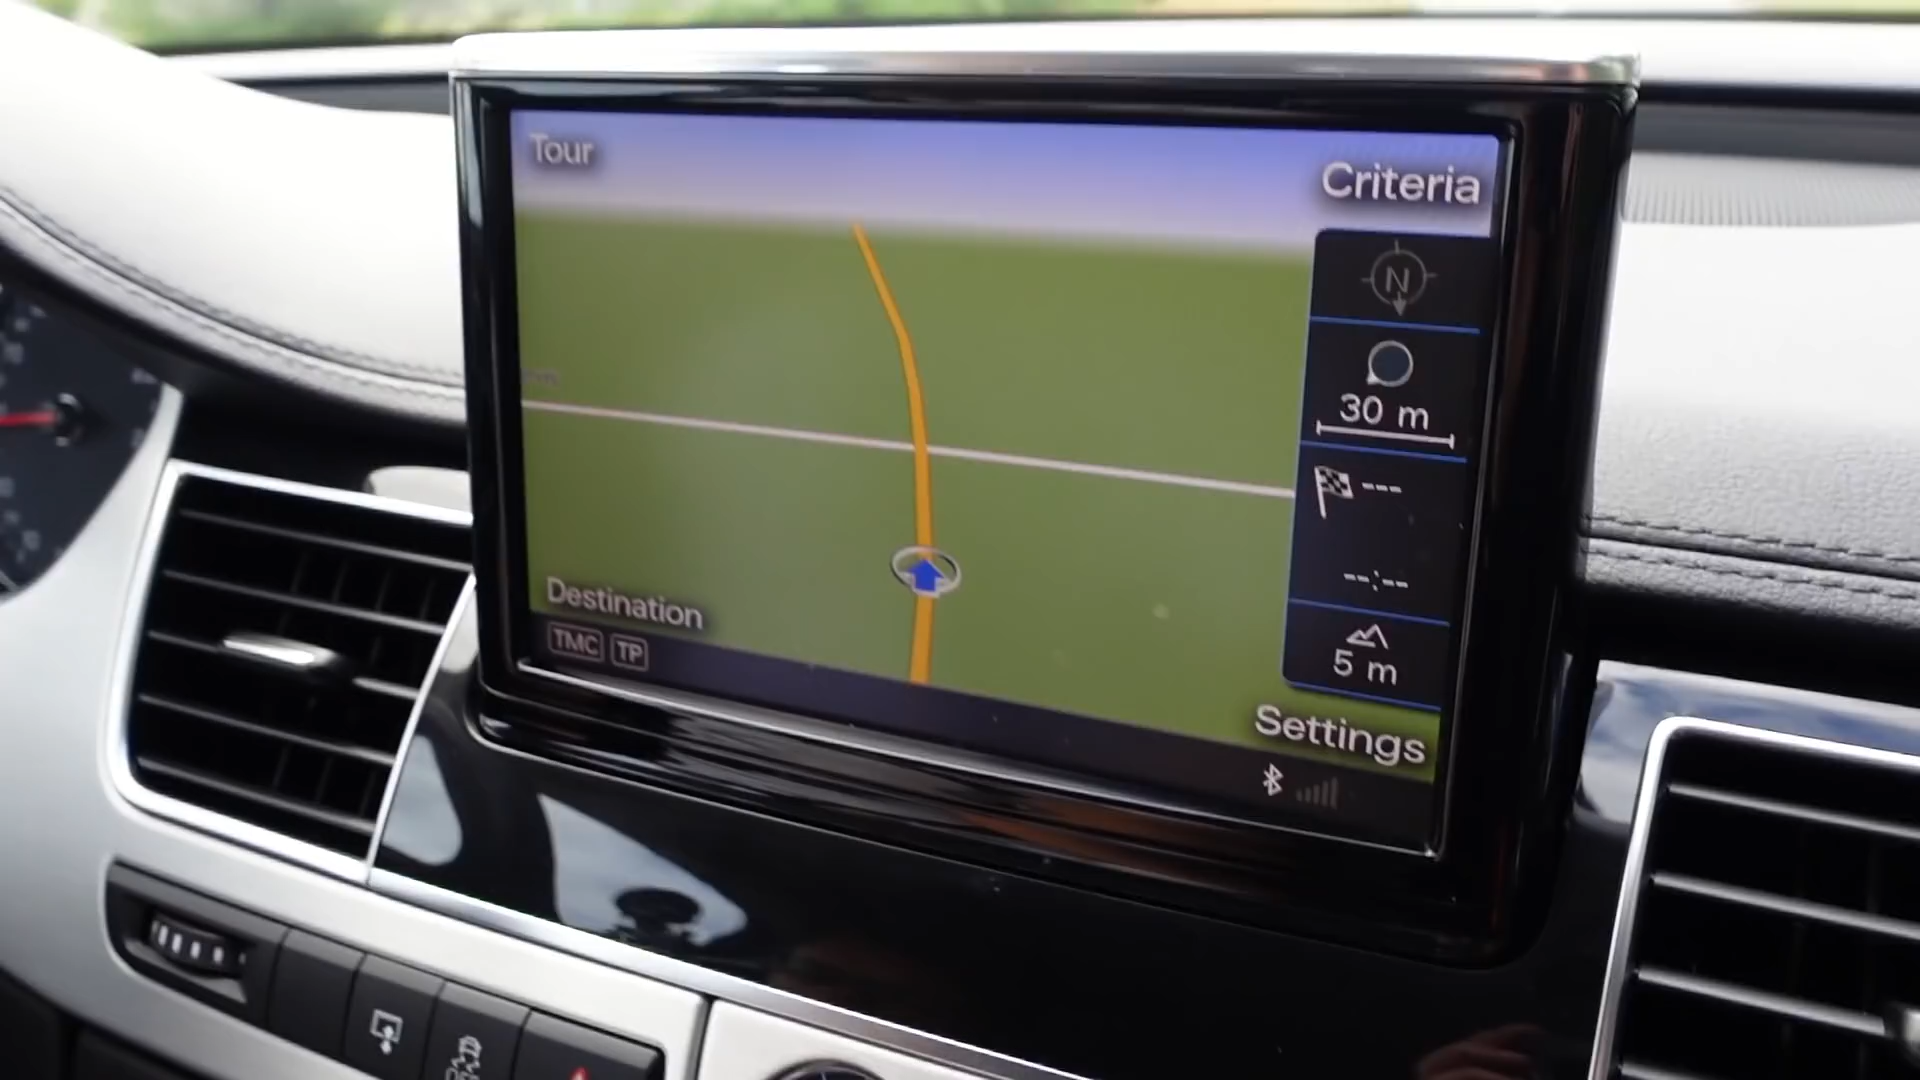 Tour
Criteria
N
30 m
---
--:--
5 m
Destination
TMC TP
Settings